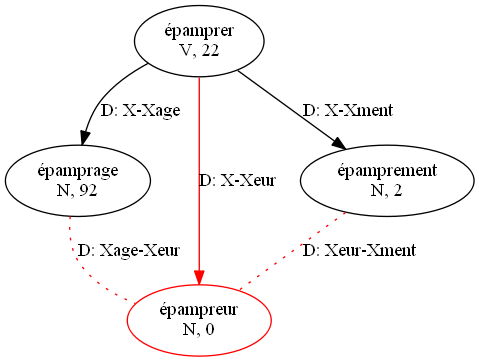 épamprer
V, 22
D: X-Xage
D: X-Xment
épamprage
N, 92
D: X-Xeur
épamprement
N, 2
D: Xage-Xeur
D: Xeur-Xment
épampreur
N, 0